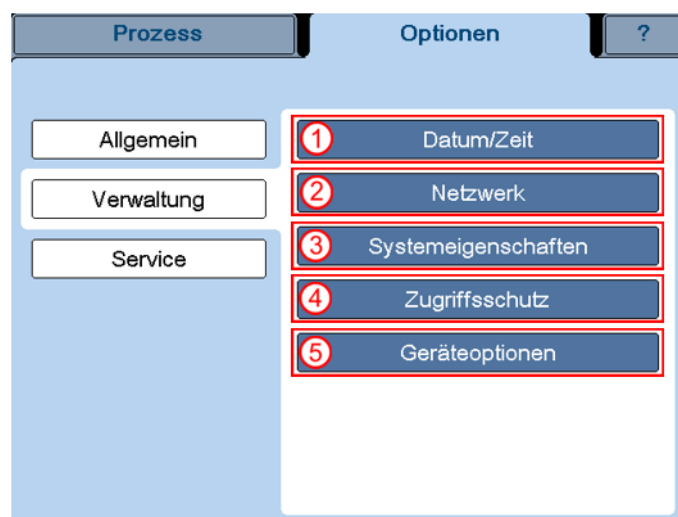 Prozess Optionen ?
Allgemein
Verwaltung
Service
1 Datum/Zeit
2 Netzwerk
3 Systemeigenschaften
4 Zugriffsschutz
5 Geräteoptionen